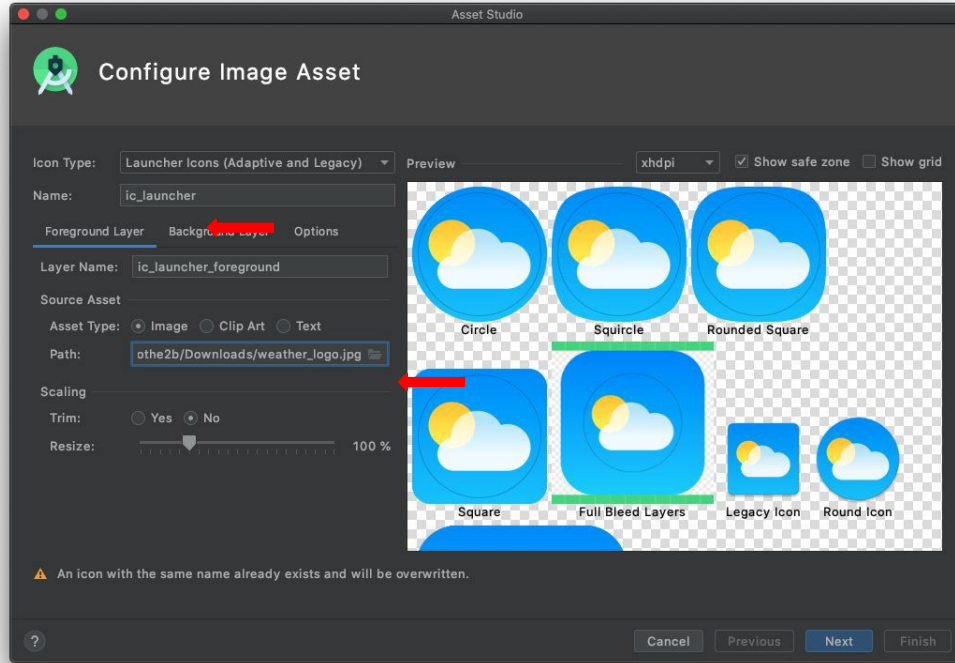 Asset Studio
Configure Image Asset
Icon Type: Launcher Icons (Adaptive and Legacy)
Name: ic_launcher
Foreground Layer Background Layer Options
Layer Name: ic_launcher_foreground
Source Asset
Asset Type: Image Clip Art Text
Path: othe2b/Downloads/weather_logo.jpg
Scaling
Trim: Yes No
Resize: 100 %
Preview xhdpi Show safe zone Show grid
Circle Squircle Rounded Square
Square Full Bleed Layers Legacy Icon Round Icon
An icon with the same name already exists and will be overwritten.
? Cancel Previous Next Finish